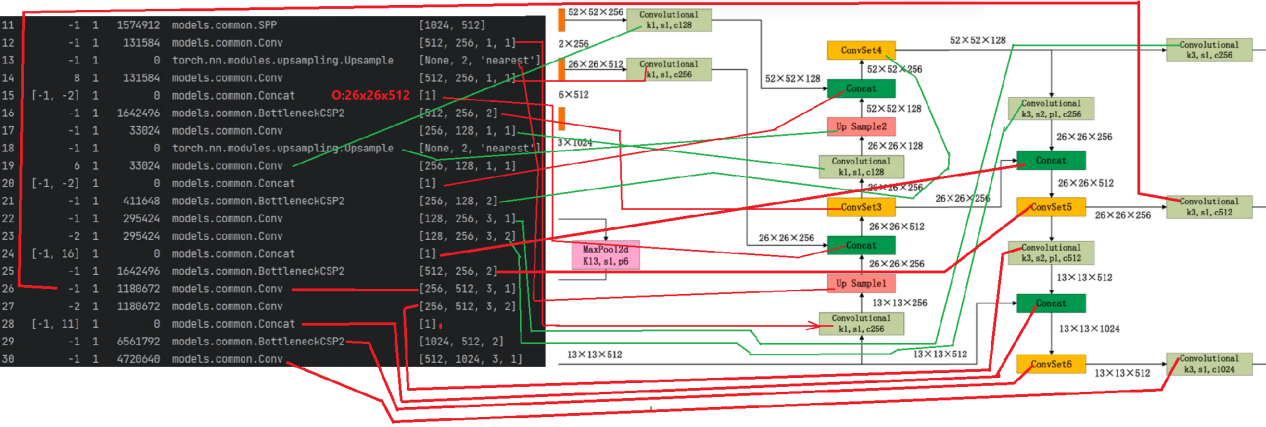 11 -1 1 1574912 models.common.SPP [1024, 512]
12 -1 1 131584 models.common.Conv [512, 256, 1, 1]
13 -1 1 0 torch.nn.modules.upsampling.Upsample [None, 2, 'nearest']
14 8 1 131584 models.common.Conv [512, 256, 1, 1]
15 [-1, -2] 1 0 models.common.Concat O:26x26x512 [1]
16 -1 1 1642496 models.common.BottleneckCSP2 [512, 256, 2]
17 -1 1 33024 models.common.Conv [256, 128, 1, 1]
18 -1 1 0 torch.nn.modules.upsampling.Upsample [None, 2, 'nearest']
19 6 1 33024 models.common.Conv [256, 128, 1, 1]
20 [-1, -2] 1 0 models.common.Concat [1]
21 -1 1 411648 models.common.BottleneckCSP2 [256, 128, 2]
22 -1 1 295424 models.common.Conv [128, 256, 3, 1]
23 -2 1 295424 models.common.Conv [128, 256, 3, 2]
24 [-1, 16] 1 0 models.common.Concat [1]
25 -1 1 1642496 models.common.BottleneckCSP2 [512, 256, 2]
26 -1 1 1180672 models.common.Conv [256, 512, 3, 1]
27 -2 1 1180672 models.common.Conv [256, 512, 3, 2]
28 [-1, 11] 1 0 models.common.Concat [1]
29 -1 1 6561792 models.common.BottleneckCSP2 [1024, 512, 2]
30 -1 1 4720640 models.common.Conv [512, 1024, 3, 1]
52×52×256
Convolutional
k1,s1,c128
2×256
26×26×512
Convolutional
k1,s1,c256
6×512
3×1024
MaxPool2d
K13,s1,p6
13×13×512
ConvSet4
52×52×128
52×52×256
52×52×128
Concat
52×52×128
Up Sample2
26×26×128
Convolutional
k1,s1,c128
26×26×256
ConvSet3
26×26×256
26×26×512
26×26×256
Concat
26×26×256
Up Sample1
13×13×256
Convolutional
k1,s1,c256
13×13×512
Convolutional
k3,s2,p1,c256
26×26×256
Concat
26×26×512
ConvSet5
26×26×256
Convolutional
k3,s2,p1,c512
13×13×512
Concat
13×13×1024
ConvSet6
13×13×512
Convolutional
k3,s1,c256
Convolutional
k3,s1,c512
Convolutional
k3,s1,c1024